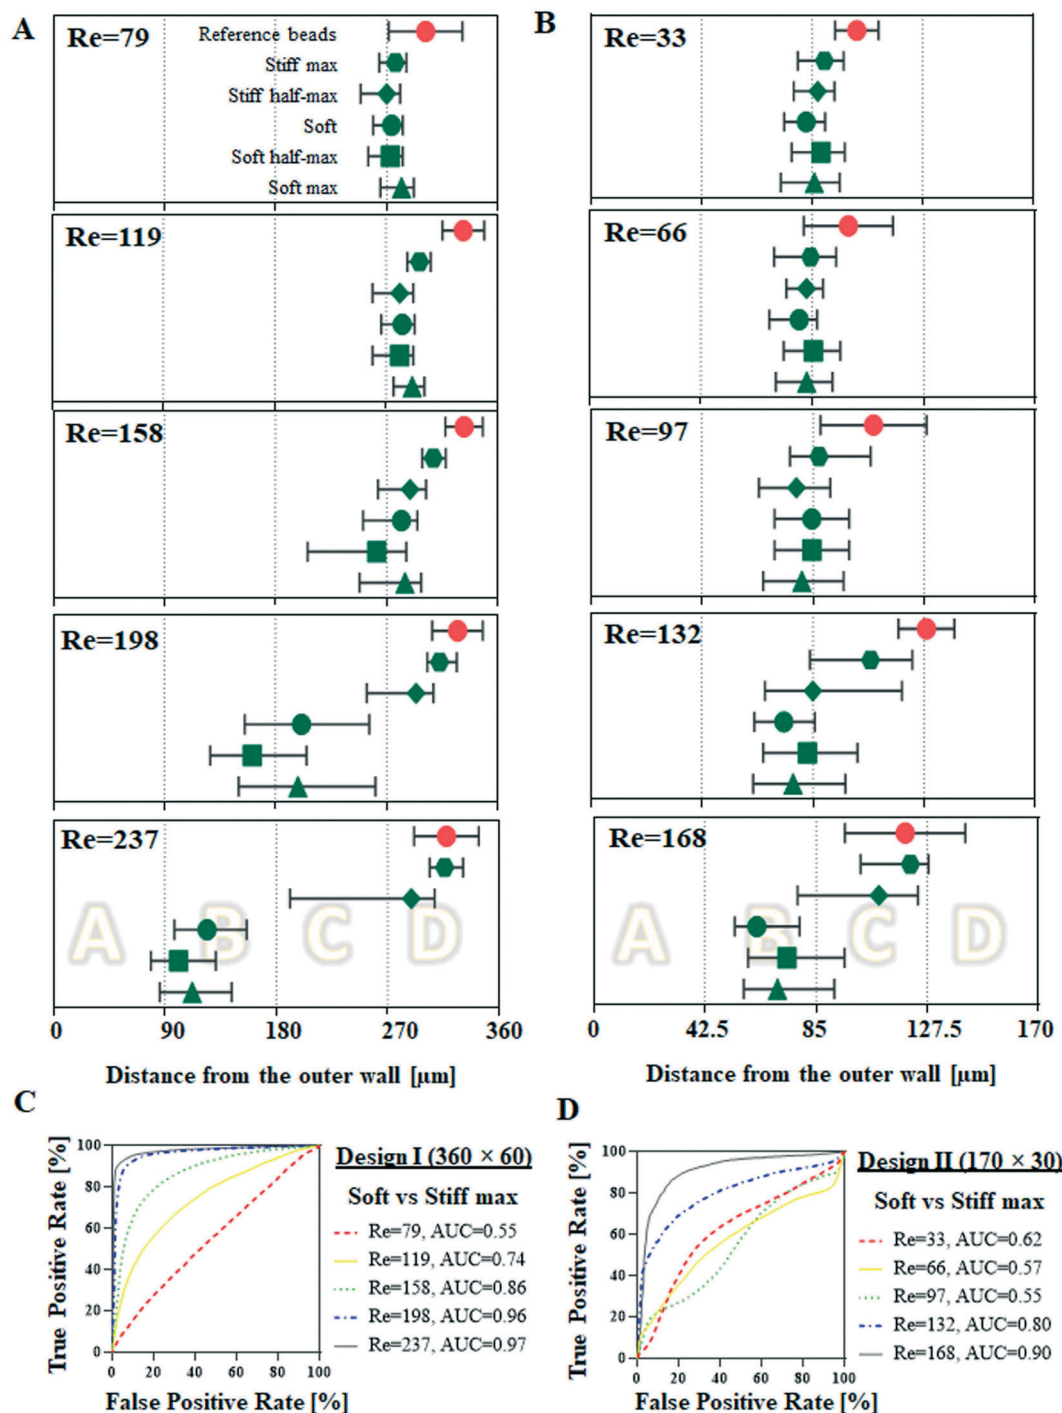 A
Re=79
Reference beads
Stiff max
Stiff half-max
Soft
Soft half-max
Soft max
Re=119
Re=158
Re=198
Re=237
A B C D
0 90 180 270 360
Distance from the outer wall [µm]
B
Re=33
Re=66
Re=97
Re=132
Re=168
A B C D
0 42.5 85 127.5 170
Distance from the outer wall [µm]
C
True Positive Rate [%]
100
80
60
40
20
0
0 20 40 60 80 100
False Positive Rate [%]
Design I (360 × 60)
Soft vs Stiff max
Re=79, AUC=0.55
Re=119, AUC=0.74
Re=158, AUC=0.86
Re=198, AUC=0.96
Re=237, AUC=0.97
D
True Positive Rate [%]
100
80
60
40
20
0
0 20 40 60 80 100
False Positive Rate [%]
Design II (170 × 30)
Soft vs Stiff max
Re=33, AUC=0.62
Re=66, AUC=0.57
Re=97, AUC=0.55
Re=132, AUC=0.80
Re=168, AUC=0.90